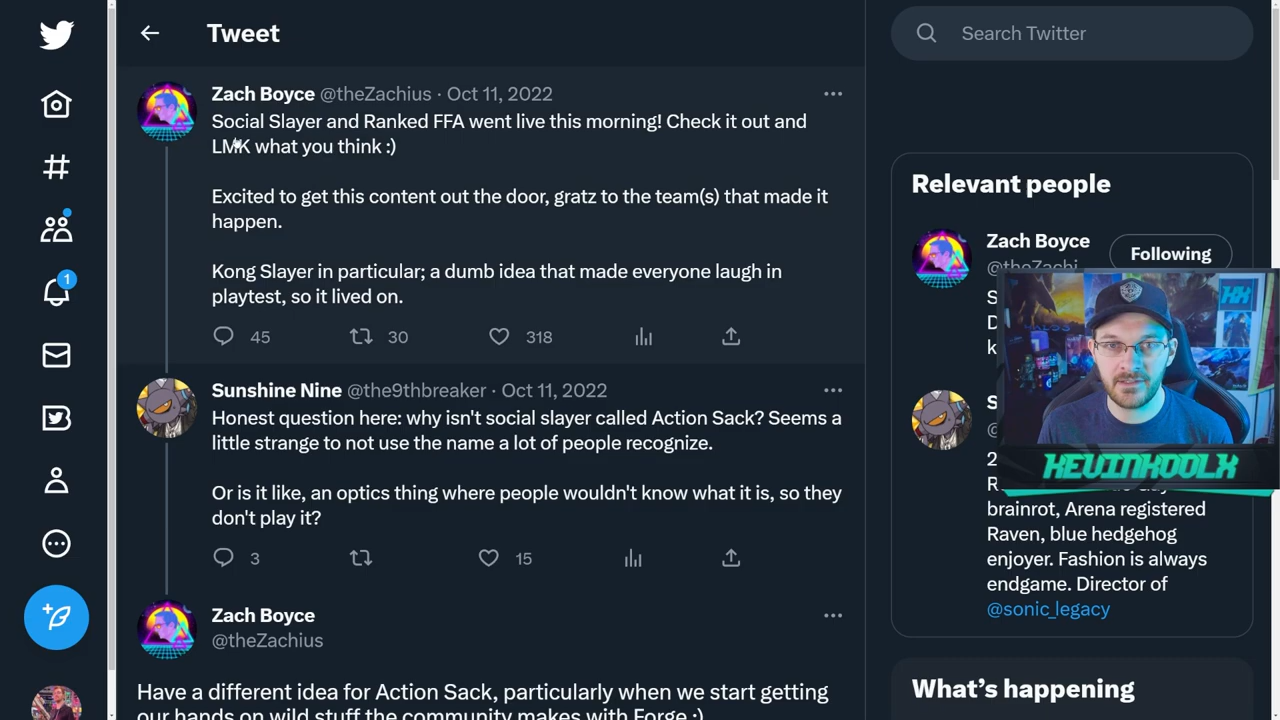 Tweet
Search Twitter
Zach Boyce @theZachius · Oct 11, 2022
Social Slayer and Ranked FFA went live this morning! Check it out and
LMK what you think :)
Excited to get this content out the door, gratz to the team(s) that made it
happen.
Kong Slayer in particular; a dumb idea that made everyone laugh in
playtest, so it lived on.
45 30 318
Sunshine Nine @the9thbreaker · Oct 11, 2022
Honest question here: why isn't social slayer called Action Sack? Seems a
little strange to not use the name a lot of people recognize.
Or is it like, an optics thing where people wouldn't know what it is, so they
don't play it?
3 15
Zach Boyce
@theZachius
Have a different idea for Action Sack, particularly when we start getting
our hands on wild stuff the community makes with Forge :)
1
Relevant people
Zach Boyce
@theZachi
Following
KEVINKOOLX
brainrot, Arena registered
Raven, blue hedgehog
enjoyer. Fashion is always
endgame. Director of
@sonic_legacy
What's happening